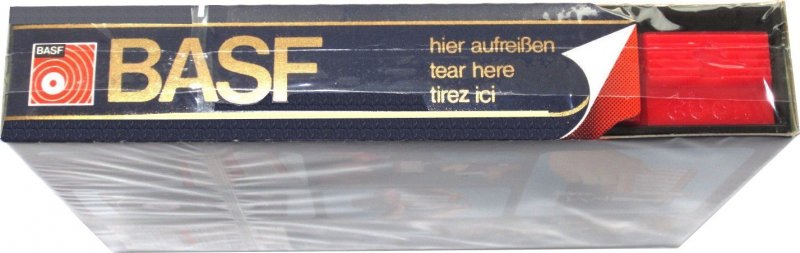 BASF
BASF
hier aufreißen
tear here
tirez ici